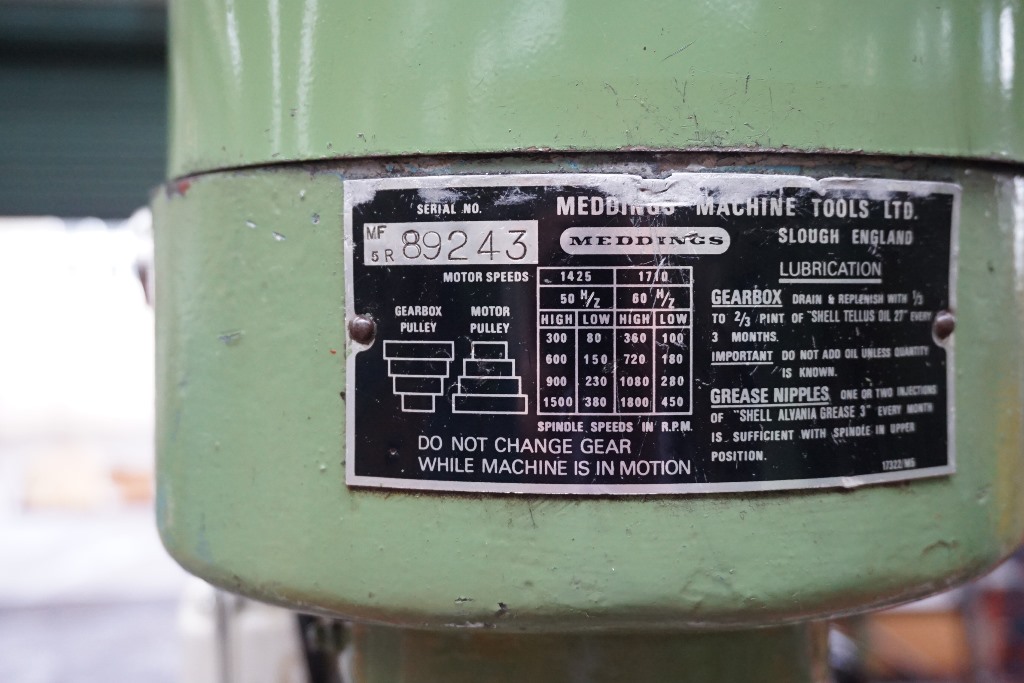 SERIAL NO.
MF
5R 89243
MEDDINGS MACHINE TOOLS LTD.
MEDDINGS
SLOUGH ENGLAND
MOTOR SPEEDS 1425 1710
50 H/Z 60 H/Z
HIGH LOW HIGH LOW
300 80 360 100
600 150 720 180
900 230 1080 280
1500 380 1800 450
SPINDLE SPEEDS IN R.P.M.
GEARBOX PULLEY
MOTOR PULLEY
DO NOT CHANGE GEAR
WHILE MACHINE IS IN MOTION
LUBRICATION
GEARBOX DRAIN & REPLENISH WITH 1/3
TO 2/3 PINT OF "SHELL TELLUS OIL 27" EVERY
3 MONTHS.
IMPORTANT DO NOT ADD OIL UNLESS QUANTITY
IS KNOWN.
GREASE NIPPLES ONE OR TWO INJECTIONS
OF "SHELL ALVANIA GREASE 3" EVERY MONTH
IS SUFFICIENT WITH SPINDLE IN UPPER
POSITION.
17322/M5